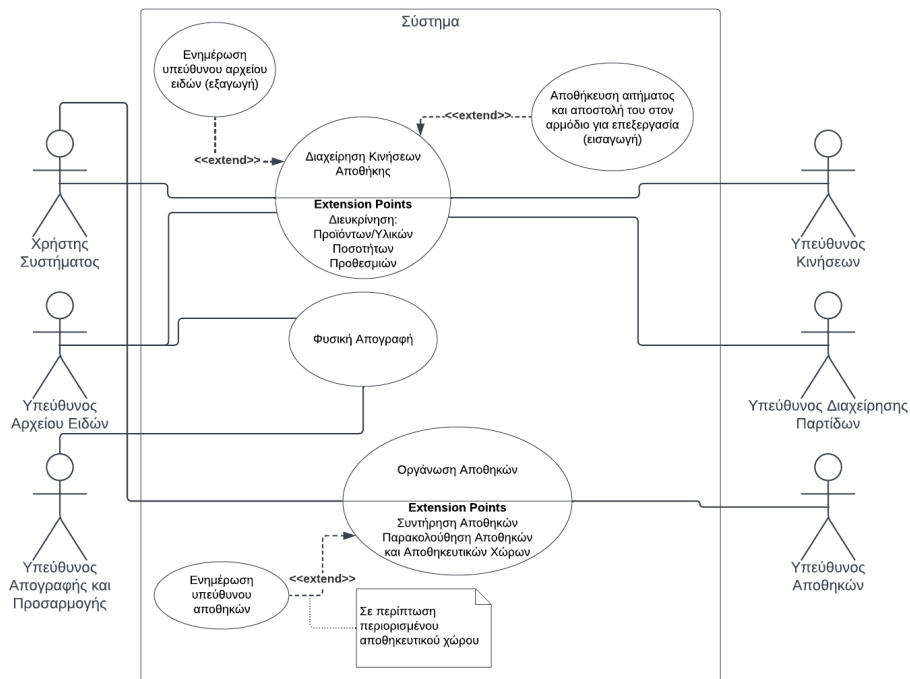 Σύστημα
Ενημέρωση
υπεύθυνου αρχείου
ειδών (εξαγωγή)
Αποθήκευση αιτήματος
και αποστολή του στον
αρμόδιο για επεξεργασία
(εισαγωγή)
<<extend>>
<<extend>>
Διαχείρηση Κινήσεων
Αποθήκης
Extension Points
Διευκρίνηση:
Προϊόντων/Υλικών
Ποσοτήτων
Προθεσμιών
Χρήστης
Συστήματος
Υπεύθυνος
Κινήσεων
Φυσική Απογραφή
Υπεύθυνος
Αρχείου Ειδών
Υπεύθυνος Διαχείρησης
Παρτίδων
Οργάνωση Αποθηκών
Extension Points
Συντήρηση Αποθηκών
Παρακολούθηση Αποθηκών
και Αποθηκευτικών Χώρων
Υπεύθυνος
Απογραφής και
Προσαρμογής
Υπεύθυνος
Αποθηκών
Ενημέρωση
υπεύθυνου
αποθηκών
<<extend>>
Σε περίπτωση
περιορισμένου
αποθηκευτικού χώρου